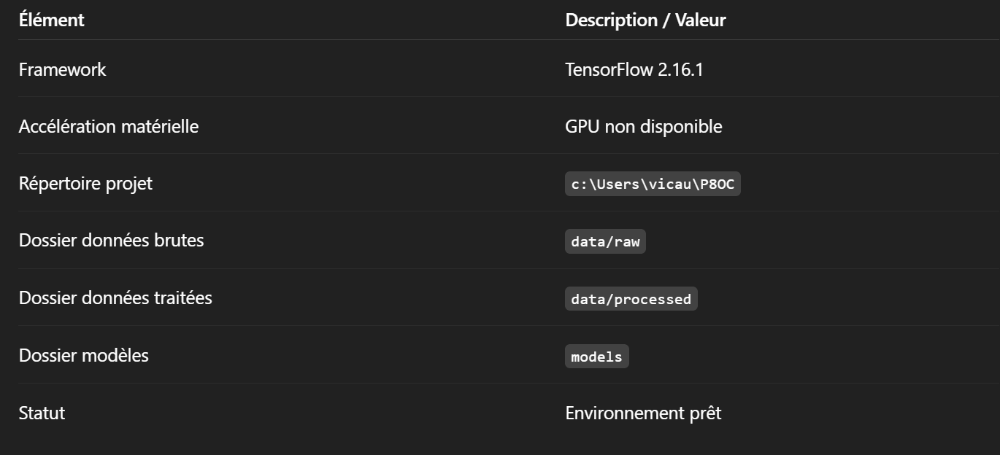 Élément Description / Valeur
Framework TensorFlow 2.16.1
Accélération matérielle GPU non disponible
Répertoire projet c:\Users\vicau\P8OC
Dossier données brutes data/raw
Dossier données traitées data/processed
Dossier modèles models
Statut Environnement prêt